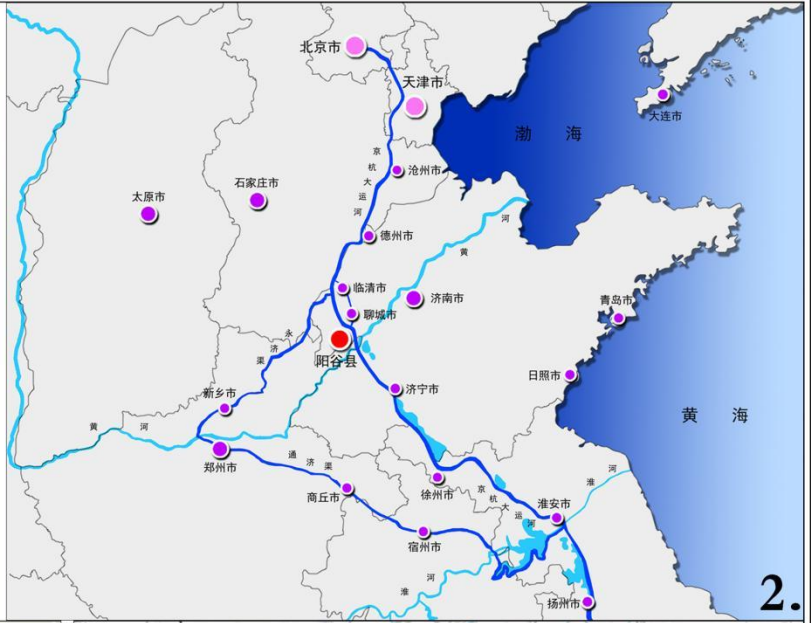 北京市
天津市
渤 海
大连市
京杭大运河
沧州市
石家庄市
太原市
黄 河
德州市
临清市
济南市
聊城市
青岛市
永济渠
阳谷县
日照市
济宁市
新乡市
黄 河
黄 海
郑州市
通济渠
商丘市
徐州市
京杭大运河
淮安市
淮 河
宿州市
淮 河
扬州市
2.